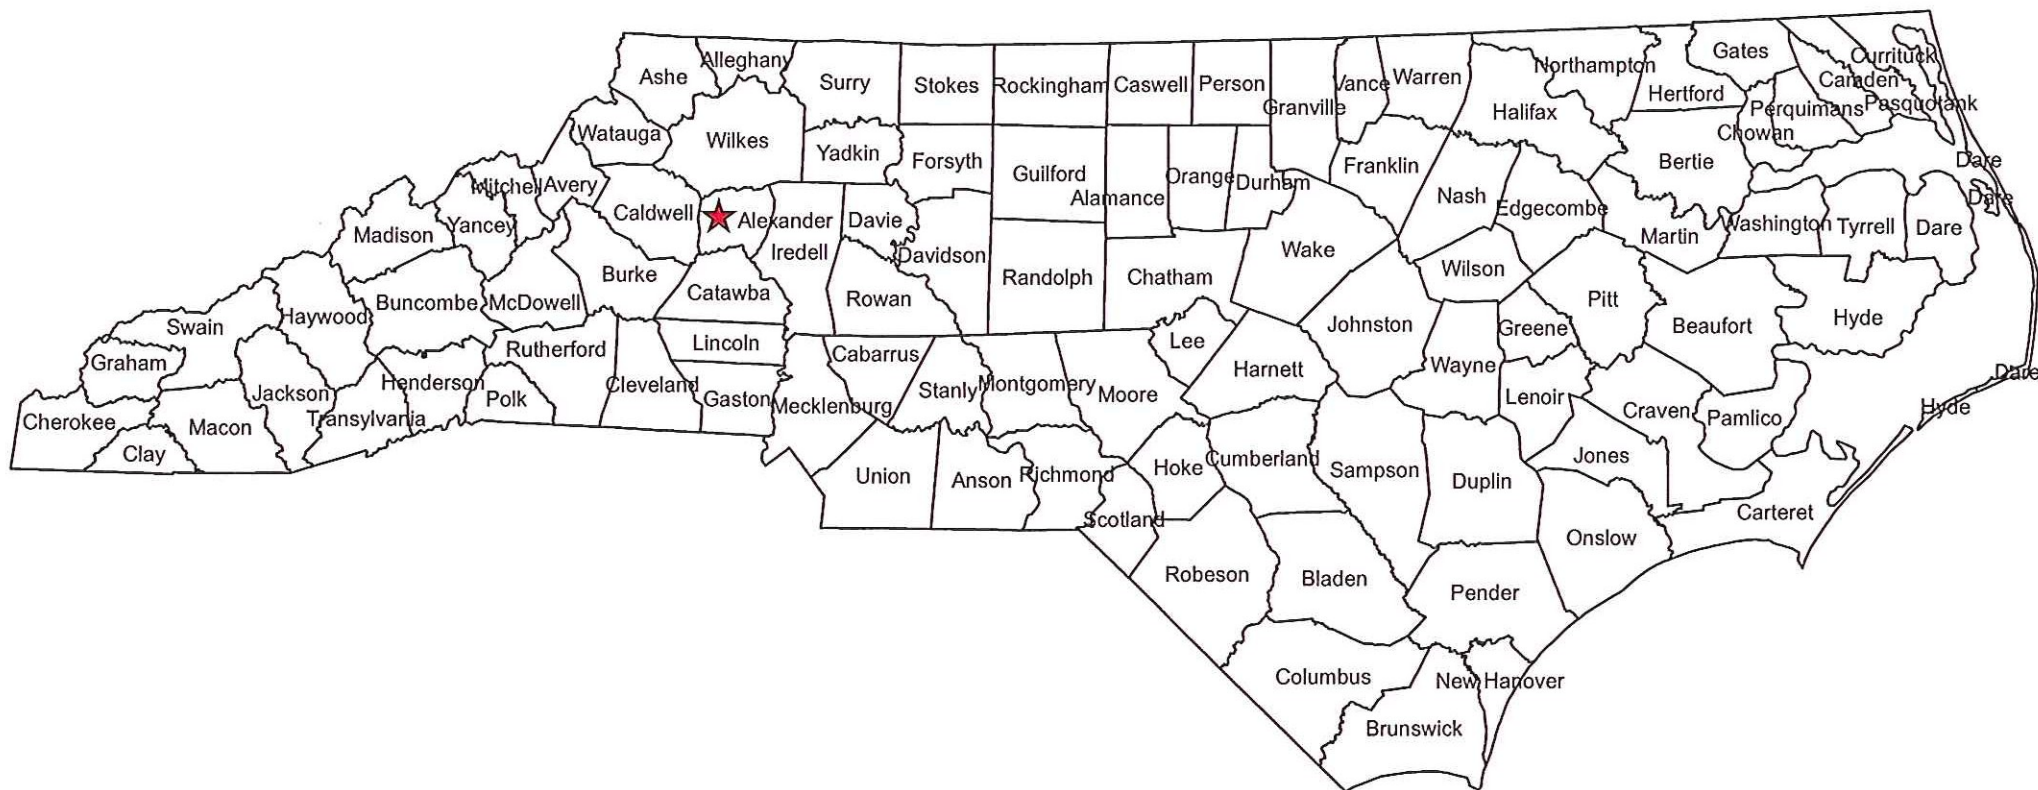 Ashe
Alleghany
Surry
Stokes
Rockingham
Caswell
Person
Granville
Vance
Warren
Northampton
Halifax
Hertford
Gates
Currituck
Camden
Pasquotank
Perquimans
Chowan
Watauga
Wilkes
Yadkin
Forsyth
Guilford
Alamance
Orange
Durham
Franklin
Nash
Edgecombe
Bertie
Dare
Dare
Mitchell
Avery
Caldwell
Alexander
Davie
Iredell
Davidson
Madison
Yancey
Wake
Wilson
Martin
Washington
Tyrrell
Dare
Burke
Catawba
Rowan
Randolph
Chatham
Buncombe
McDowell
Pitt
Swain
Haywood
Rutherford
Lincoln
Cabarrus
Lee
Johnston
Greene
Beaufort
Hyde
Graham
Jackson
Henderson
Polk
Cleveland
Gaston
Stanly
Montgomery
Moore
Harnett
Wayne
Dare
Cherokee
Clay
Macon
Transylvania
Mecklenburg
Lenoir
Craven
Pamlico
Hyde
Union
Anson
Richmond
Hoke
Cumberland
Sampson
Duplin
Jones
Scotland
Carteret
Robeson
Bladen
Onslow
Pender
Columbus
New Hanover
Brunswick